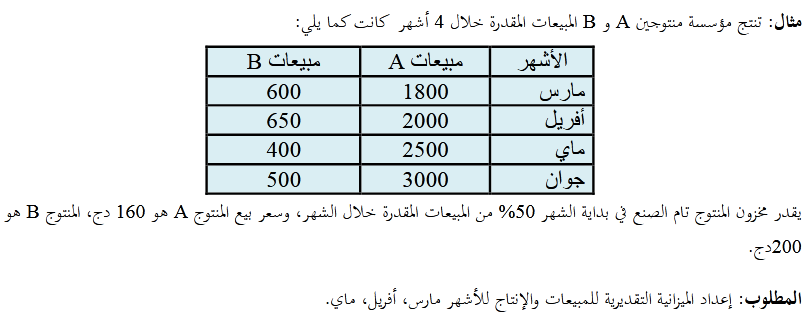 مثال: تنتج مؤسسة منتوجين A و B المبيعات المقدرة خلال 4 أشهر كانت كما يلي:
الأشهر مبيعات A مبيعات B
مارس 1800 600
أفريل 2000 650
ماي 2500 400
جوان 3000 500
يقدر مخزون المنتوج تام الصنع في بداية الشهر 50% من المبيعات المقدرة خلال الشهر، وسعر بيع المنتوج A هو 160 دج، المنتوج B هو
200دج.
المطلوب: إعداد الميزانية التقديرية للمبيعات والإنتاج للأشهر مارس، أفريل، ماي.